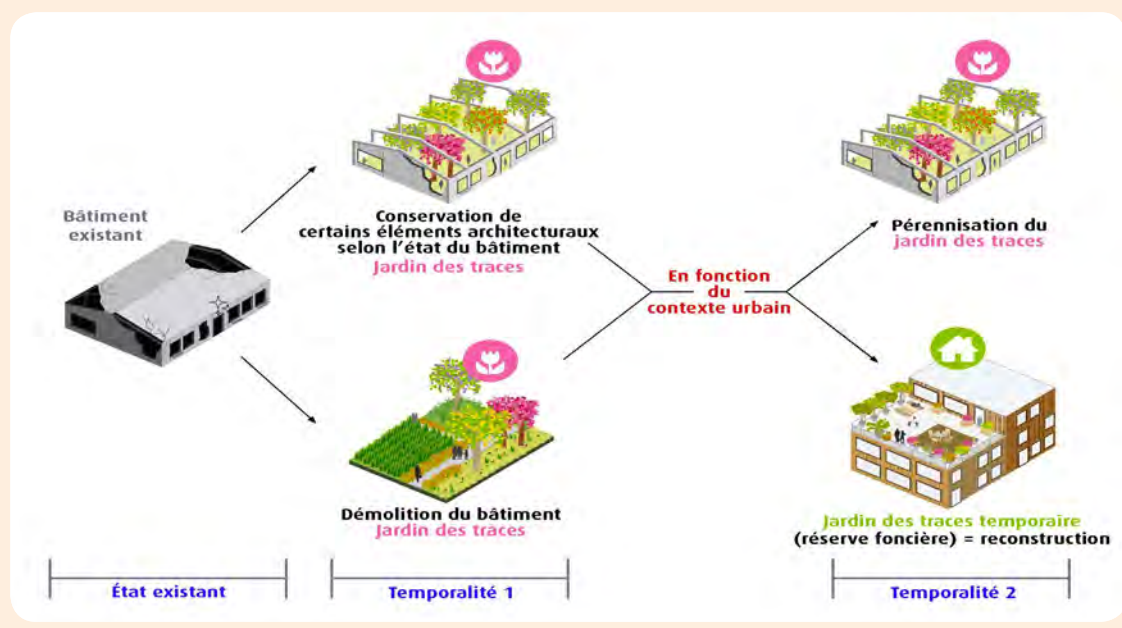 Bâtiment
existant
Conservation de
certains éléments architecturaux
selon l'état du bâtiment
Jardin des traces
Démolition du bâtiment
Jardin des traces
En fonction
du
contexte urbain
Pérennisation du
jardin des traces
Jardin des traces temporaire
(réserve foncière) = reconstruction
État existant
Temporalité 1
Temporalité 2